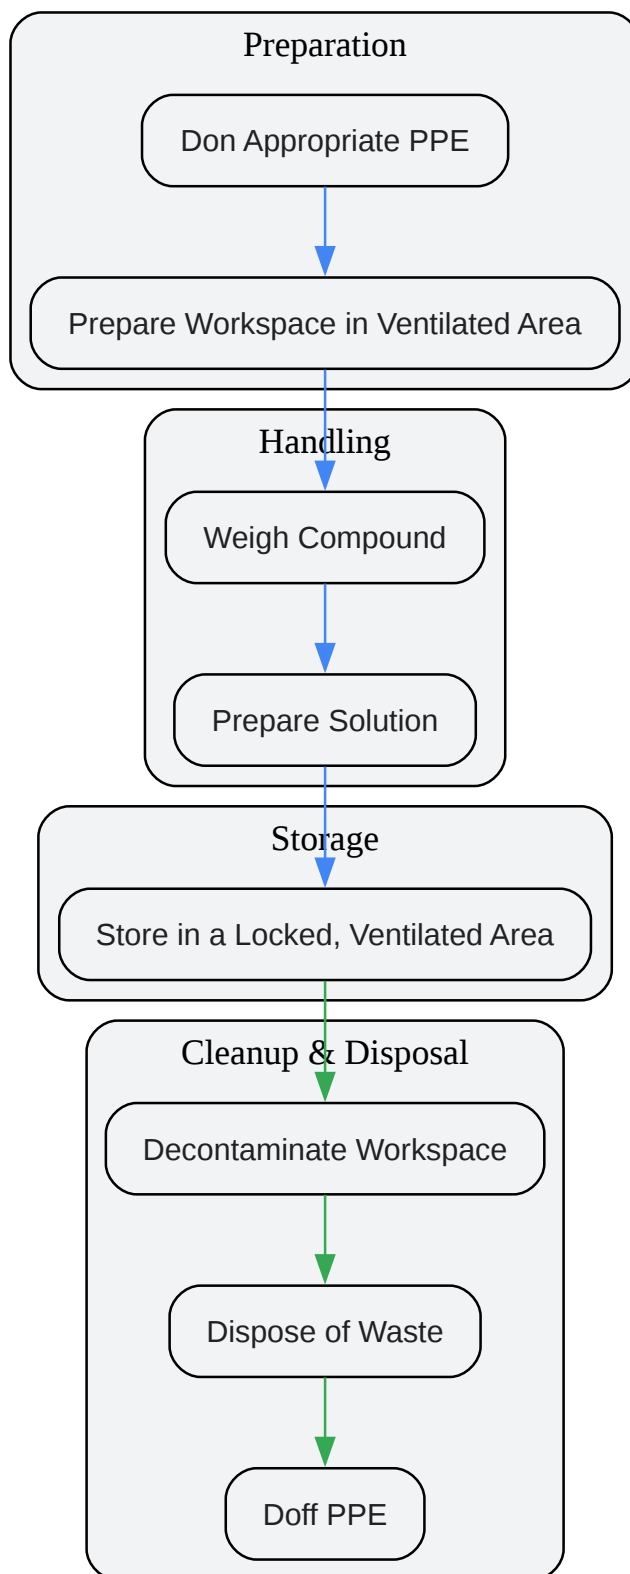 Preparation
Don Appropriate PPE
Prepare Workspace in Ventilated Area
Handling
Weigh Compound
Prepare Solution
Storage
Store in a Locked, Ventilated Area
Cleanup & Disposal
Decontaminate Workspace
Dispose of Waste
Doff PPE